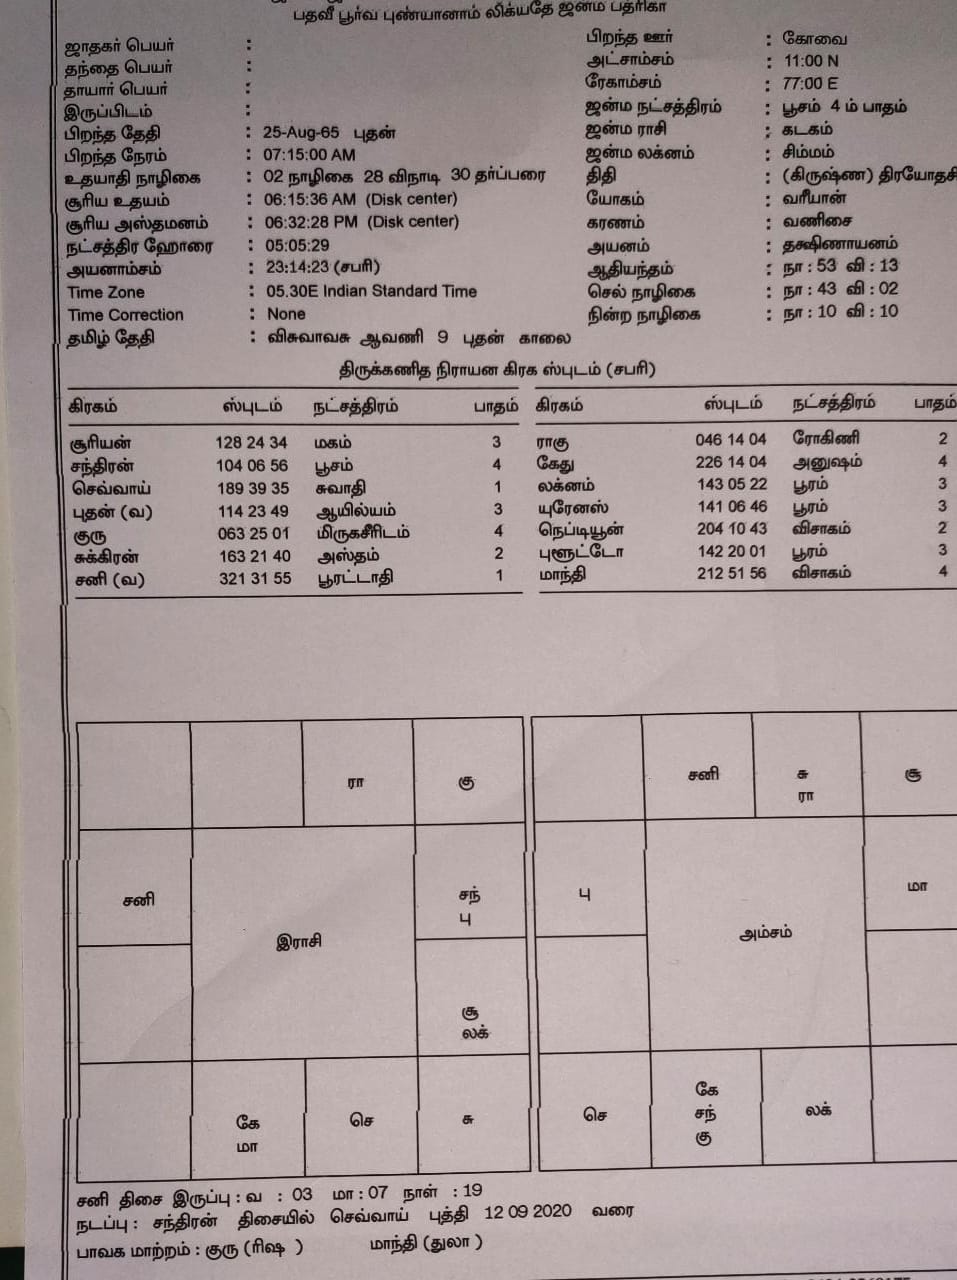 பதவீ பூர்வ புண்யானாம் லிக்யதே ஜன்ம பத்ரிகா
ஜாதகர் பெயர் :
தந்தை பெயர் :
தாயார் பெயர் :
இருப்பிடம் :
பிறந்த தேதி : 25-Aug-65 புதன்
பிறந்த நேரம் : 07:15:00 AM
உதயாதி நாழிகை : 02 நாழிகை 28 விநாடி 30 தர்ப்பரை
சூரிய உதயம் : 06:15:36 AM (Disk center)
சூரிய அஸ்தமனம் : 06:32:28 PM (Disk center)
நட்சத்திர ஹோரை : 05:05:29
அயனாம்சம் : 23:14:23 (சபரி)
Time Zone : 05.30E Indian Standard Time
Time Correction : None
தமிழ் தேதி : விசுவாவசு ஆவணி 9 புதன் காலை
பிறந்த ஊர் : கோவை
அட்சாம்சம் : 11:00 N
ரேகாம்சம் : 77:00 E
ஜன்ம நட்சத்திரம் : பூசம் 4 ம் பாதம்
ஜன்ம ராசி : கடகம்
ஜன்ம லக்னம் : சிம்மம்
திதி : (கிருஷ்ண) திரயோதசி
யோகம் : வரீயான்
கரணம் : வணிசை
அயனம் : தக்ஷிணாயனம்
ஆதியந்தம் : நா : 53 வி : 13
செல் நாழிகை : நா : 43 வி : 02
நின்ற நாழிகை : நா : 10 வி : 10
திருக்கணித நிராயன கிரக ஸ்புடம் (சபரி)
கிரகம் ஸ்புடம் நட்சத்திரம் பாதம்
சூரியன் 128 24 34 மகம் 3
சந்திரன் 104 06 56 பூசம் 4
செவ்வாய் 189 39 35 சுவாதி 1
புதன் (வ) 114 23 49 ஆயில்யம் 3
குரு 063 25 01 மிருகசீரிடம் 4
சுக்கிரன் 163 21 40 அஸ்தம் 2
சனி (வ) 321 31 55 பூரட்டாதி 1
கிரகம் ஸ்புடம் நட்சத்திரம் பாதம்
ராகு 046 14 04 ரோகிணி 2
கேது 226 14 04 அனுஷம் 4
லக்னம் 143 05 22 பூரம் 3
யுரேனஸ் 141 06 46 பூரம் 3
நெப்டியூன் 204 10 43 விசாகம் 2
புளூட்டோ 142 20 01 பூரம் 3
மாந்தி 212 51 56 விசாகம் 4
ரா
கு
சனி
சந்
பு
இராசி
சூ
லக்
கே
மா
செ
சு
சனி
சு
ரா
சூ
பு
மா
அம்சம்
செ
கே
சந்
கு
லக்
சனி திசை இருப்பு : வ : 03 மா : 07 நாள் : 19
நடப்பு : சந்திரன் திசையில் செவ்வாய் புத்தி 12 09 2020 வரை
பாவக மாற்றம் : குரு (ரிஷ ) மாந்தி (துலா )